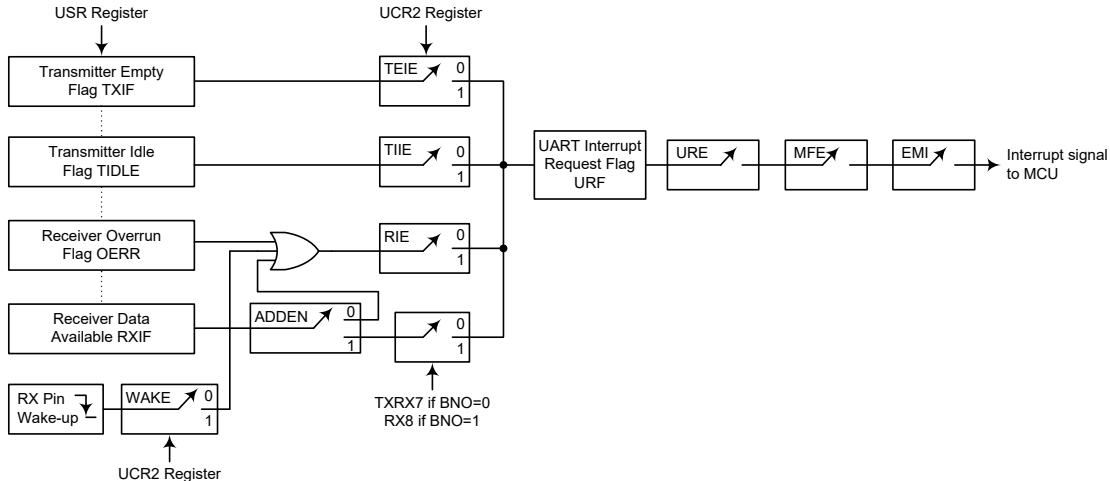 USR Register
UCR2 Register
Transmitter Empty
Flag TXIF
TEIE
0
1
Transmitter Idle
Flag TIDLE
TIIE
0
1
UART Interrupt
Request Flag
URF
URE
MFE
EMI
Interrupt signal
to MCU
Receiver Overrun
Flag OERR
RIE
0
1
Receiver Data
Available RXIF
ADDEN
0
1
0
1
RX Pin
Wake-up
WAKE
0
1
TXRX7 if BNO=0
RX8 if BNO=1
UCR2 Register